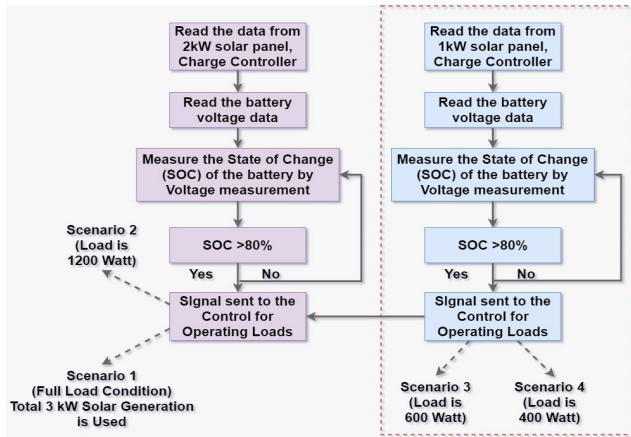 Read the data from
2kW solar panel,
Charge Controller
Read the battery
voltage data
Measure the State of Change
(SOC) of the battery by
Voltage measurement
SOC >80%
Yes
No
SIgnal sent to the
Control for
Operating Loads
Scenario 2
(Load is
1200 Watt)
Scenario 1
(Full Load Condition)
Total 3 kW Solar Generation
is Used
Read the data from
1kW solar panel,
Charge Controller
Read the battery
voltage data
Measure the State of Change
(SOC) of the battery by
Voltage measurement
SOC >80%
Yes
No
SIgnal sent to the
Control for
Operating Loads
Scenario 3
(Load is
600 Watt)
Scenario 4
(Load is
400 Watt)